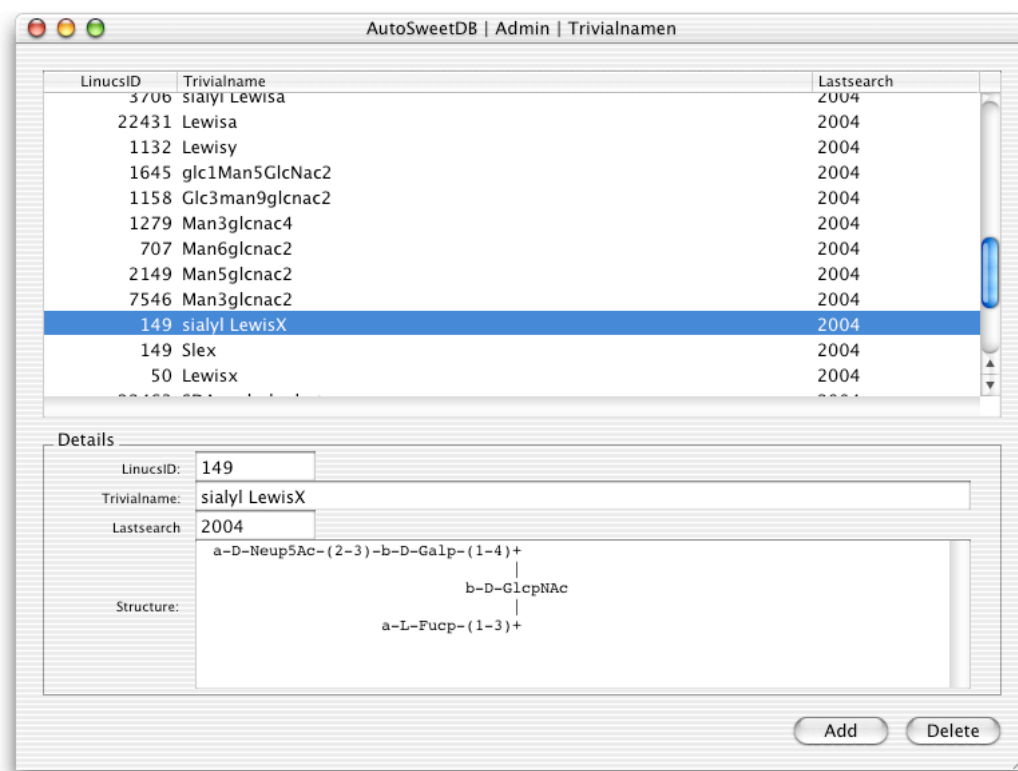 AutoSweetDB | Admin | Trivialnamen
LinucsID Trivialname Lastsearch
3706 sialyl Lewisa 2004
22431 Lewisa 2004
1132 Lewisy 2004
1645 glc1Man5GlcNac2 2004
1158 Glc3man9glcnac2 2004
1279 Man3glcnac4 2004
707 Man6glcnac2 2004
2149 Man5glcnac2 2004
7546 Man3glcnac2 2004
149 sialyl LewisX 2004
149 Slex 2004
50 Lewisx 2004
Details
LinucsID: 149
Trivialname: sialyl LewisX
Lastsearch 2004
Structure:
a-D-Neup5Ac-(2-3)-b-D-Galp-(1-4)+
|
b-D-GlcpNAc
|
a-L-Fucp-(1-3)+
Add Delete